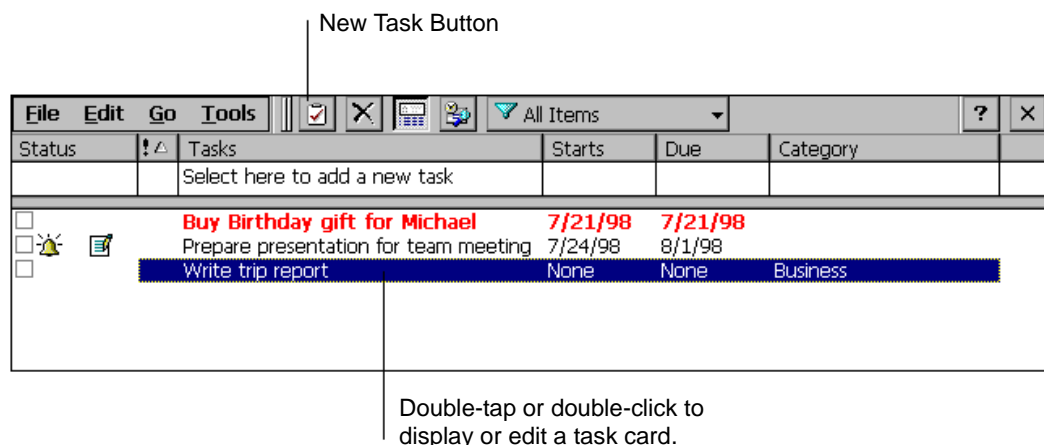 New Task Button
File Edit Go Tools All Items ?
Status ! Tasks Starts Due Category
Select here to add a new task
Buy Birthday gift for Michael 7/21/98 7/21/98
Prepare presentation for team meeting 7/24/98 8/1/98
Write trip report None None Business
Double-tap or double-click to
display or edit a task card.